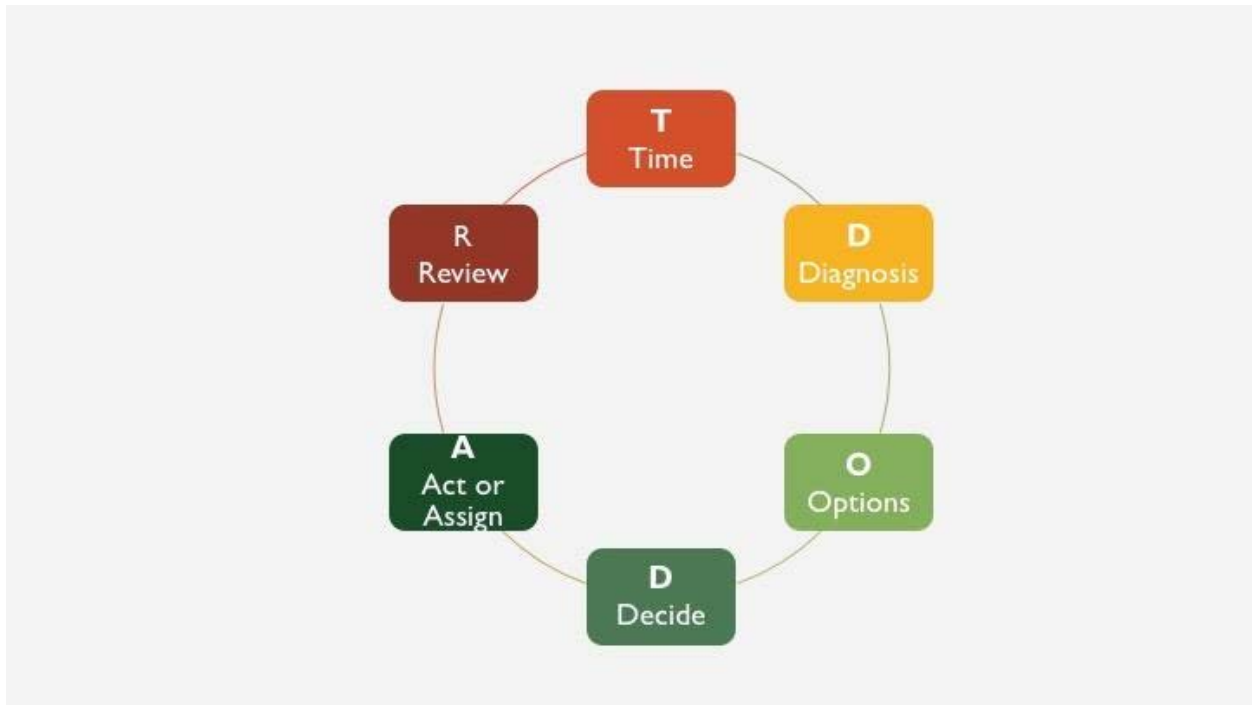 T
Time
D
Diagnosis
O
Options
D
Decide
A
Act or
Assign
R
Review